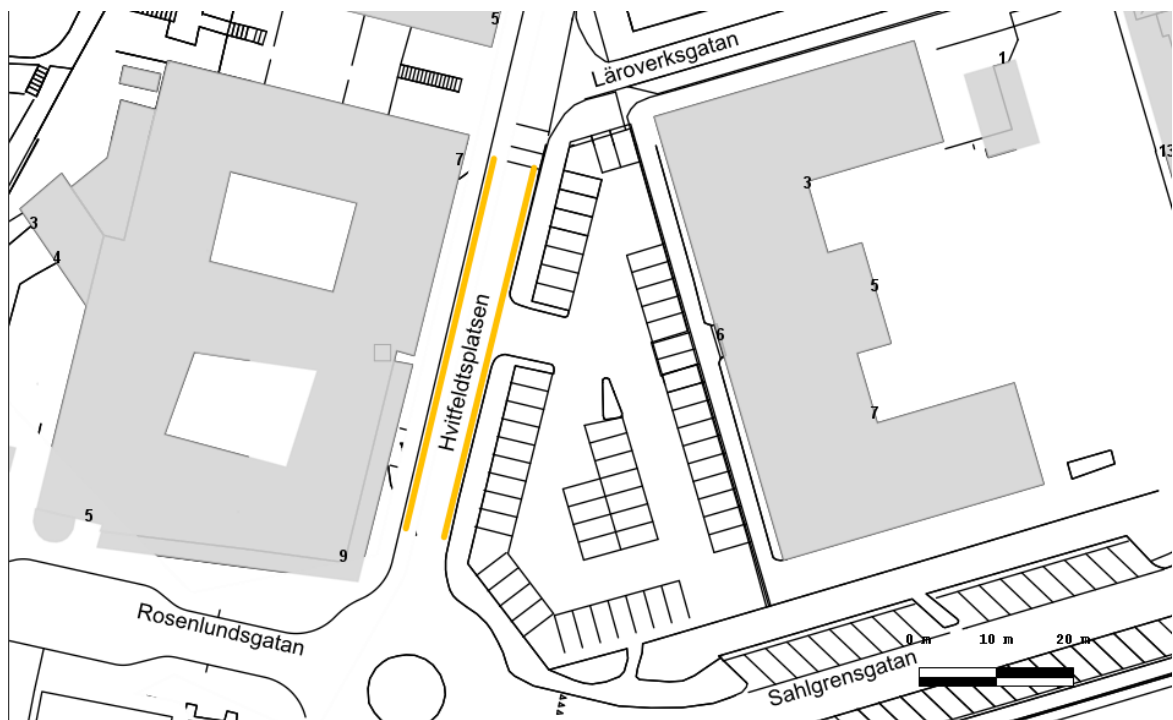 5
Läroverksgatan
1
7
13
3
3
4
5
Hvitfeldtsplatsen
6
7
5
9
Rosenlundsgatan
0 m 10 m 20 m
Sahlgrensgatan